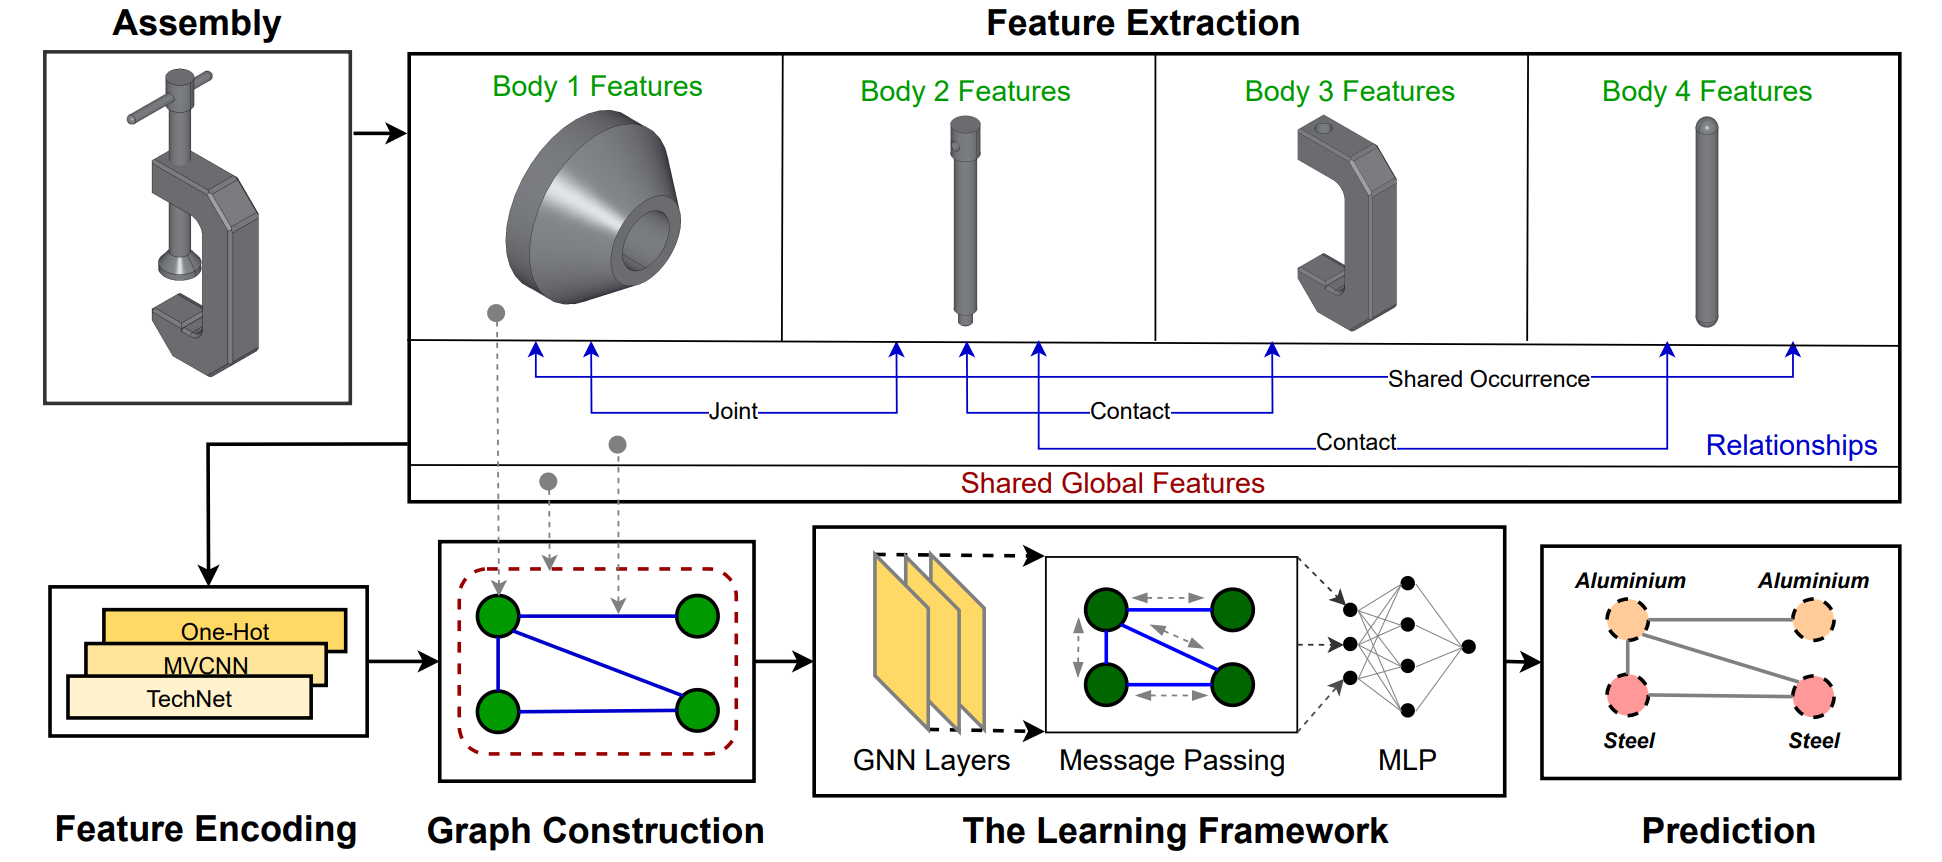 Assembly
Feature Extraction
Body 1 Features
Body 2 Features
Body 3 Features
Body 4 Features
Shared Occurrence
Joint
Contact
Contact
Relationships
Shared Global Features
One-Hot
MVCNN
TechNet
GNN Layers
Message Passing
MLP
Aluminium
Aluminium
Steel
Steel
Feature Encoding
Graph Construction
The Learning Framework
Prediction